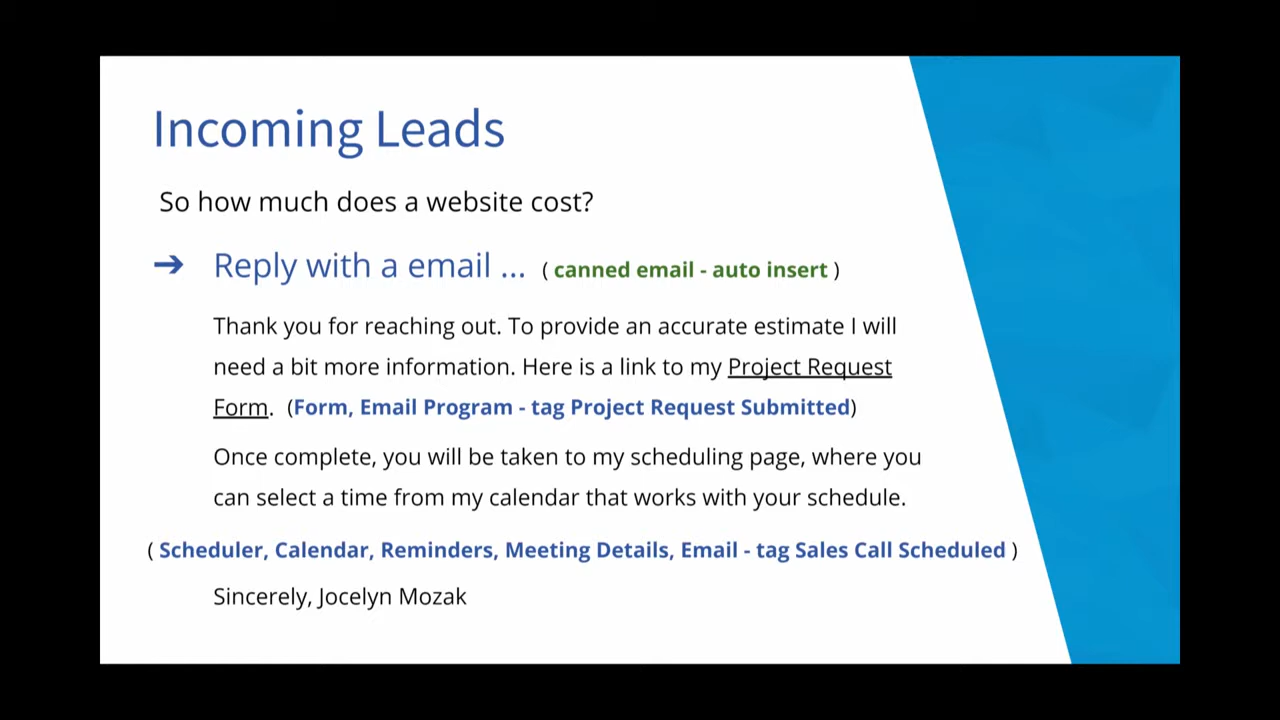 Incoming Leads
So how much does a website cost?
➔ Reply with a email ... ( canned email - auto insert )
Thank you for reaching out. To provide an accurate estimate I will
need a bit more information. Here is a link to my Project Request
Form. (Form, Email Program - tag Project Request Submitted)
Once complete, you will be taken to my scheduling page, where you
can select a time from my calendar that works with your schedule.
( Scheduler, Calendar, Reminders, Meeting Details, Email - tag Sales Call Scheduled )
Sincerely, Jocelyn Mozak